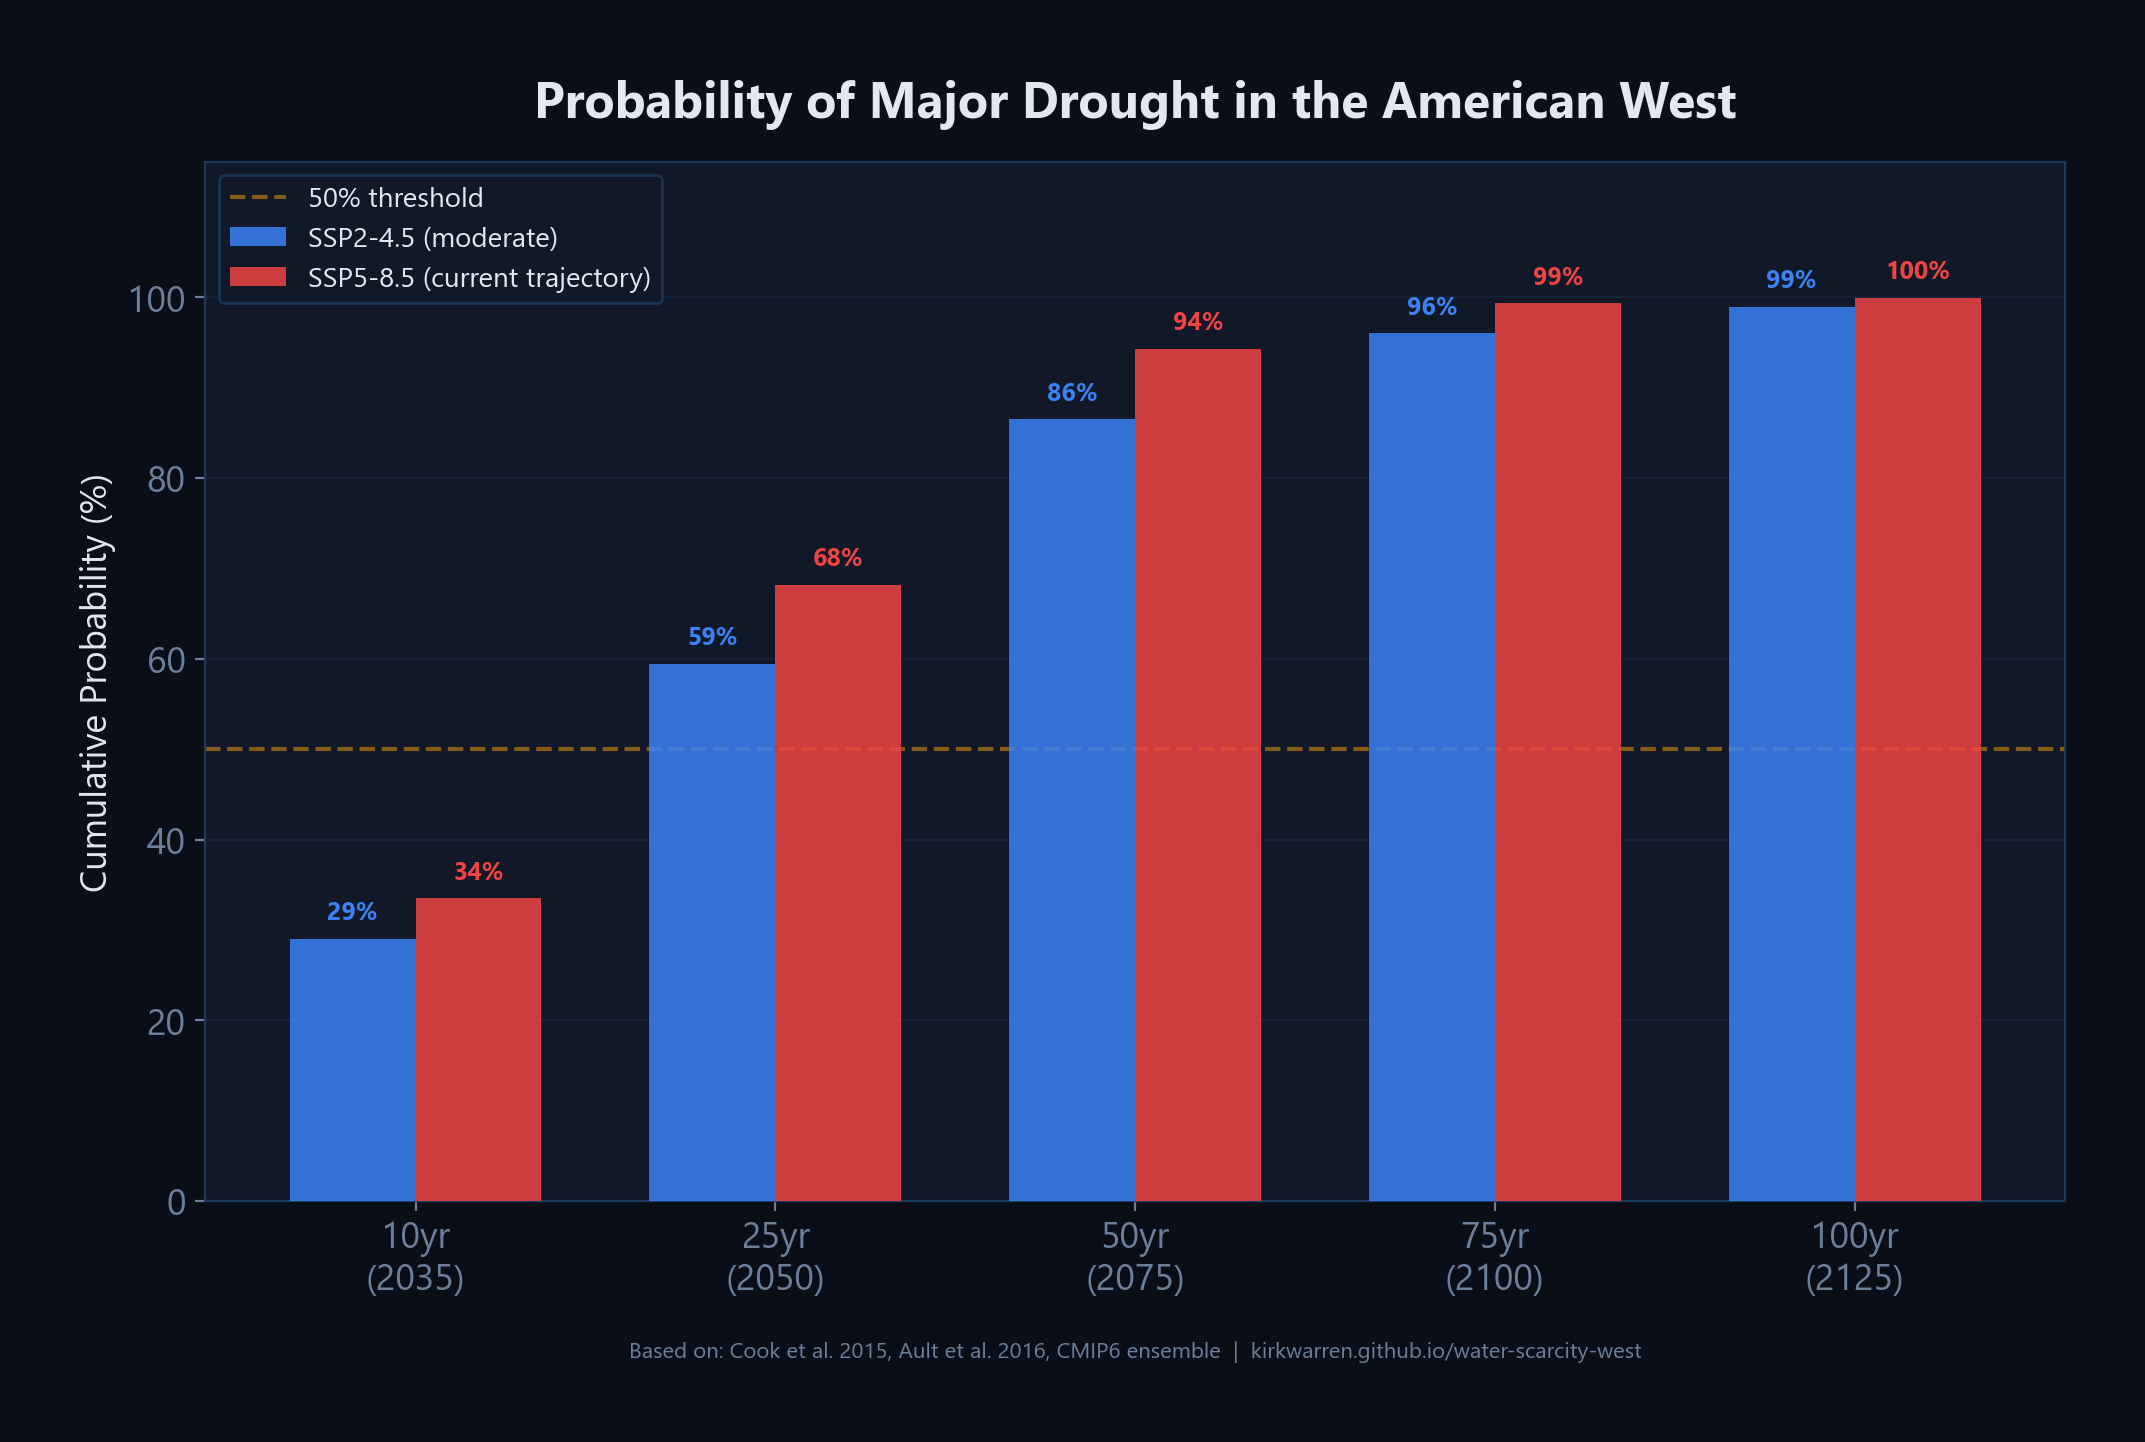 Probability of Major Drought in the American West
50% threshold
SSP2-4.5 (moderate)
SSP5-8.5 (current trajectory)
Cumulative Probability (%)
100
80
60
40
20
0
29%
34%
59%
68%
86%
94%
96%
99%
99%
100%
10yr
(2035)
25yr
(2050)
50yr
(2075)
75yr
(2100)
100yr
(2125)
Based on: Cook et al. 2015, Ault et al. 2016, CMIP6 ensemble | kirkwarren.github.io/water-scarcity-west